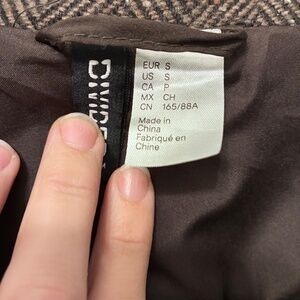 EUR S
US S
CA P
MX CH
CN 165/88A
Made in
China
Fabriqué en
Chine